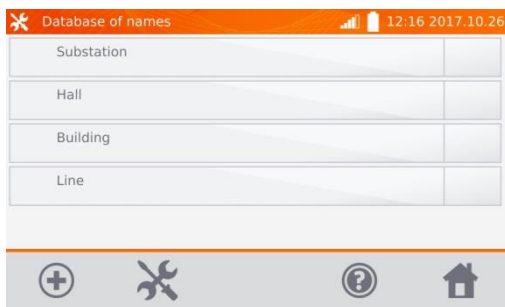 Database of names 12:16 2017.10.26
Substation
Hall
Building
Line